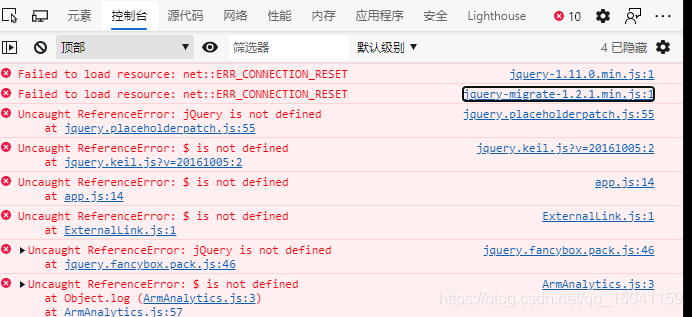 元素 控制台 源代码 网络 性能 内存 应用程序 安全 Lighthouse 10
顶部 筛选器 默认级别 4 已隐藏
Failed to load resource: net::ERR_CONNECTION_RESET jquery-1.11.0.min.js:1
Failed to load resource: net::ERR_CONNECTION_RESET jquery-migrate-1.2.1.min.js:1
Uncaught ReferenceError: jQuery is not defined jquery.placeholderpatch.js:55
at jquery.placeholderpatch.js:55
Uncaught ReferenceError: $ is not defined jquery.keil.js?v=20161005:2
at jquery.keil.js?v=20161005:2
Uncaught ReferenceError: $ is not defined app.js:14
at app.js:14
Uncaught ReferenceError: $ is not defined ExternalLink.js:1
at ExternalLink.js:1
Uncaught ReferenceError: jQuery is not defined jquery.fancybox.pack.js:46
at jquery.fancybox.pack.js:46
Uncaught ReferenceError: $ is not defined ArmAnalytics.js:3
at Object.log (ArmAnalytics.js:3)
https://blog.csdn.net/qq_15041159
at ArmAnalytics.js:57